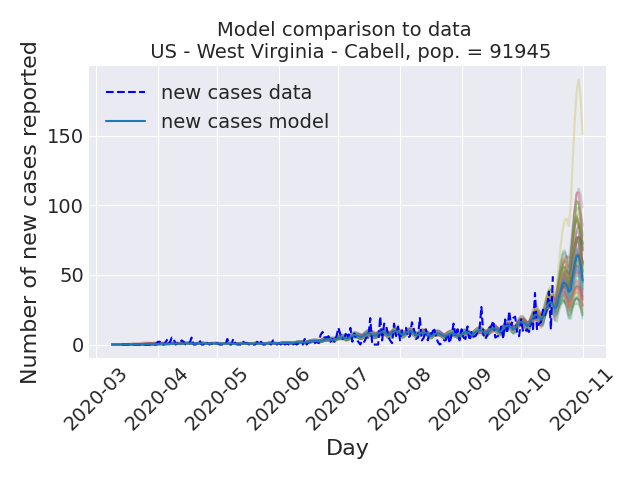 Model comparison to data
US - West Virginia - Cabell, pop. = 91945
Number of new cases reported
new cases data
new cases model
150
100
50
0
2020-03
2020-04
2020-05
2020-06
2020-07
2020-08
2020-09
2020-10
2020-11
Day